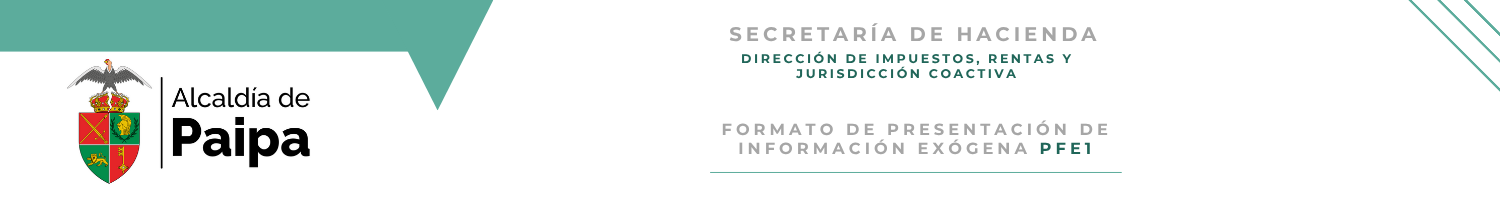 Alcaldía de
Paipa
SECRETARÍA DE HACIENDA
DIRECCIÓN DE IMPUESTOS, RENTAS Y
JURISDICCIÓN COACTIVA
FORMATO DE PRESENTACIÓN DE
INFORMACIÓN EXÓGENA PFE1